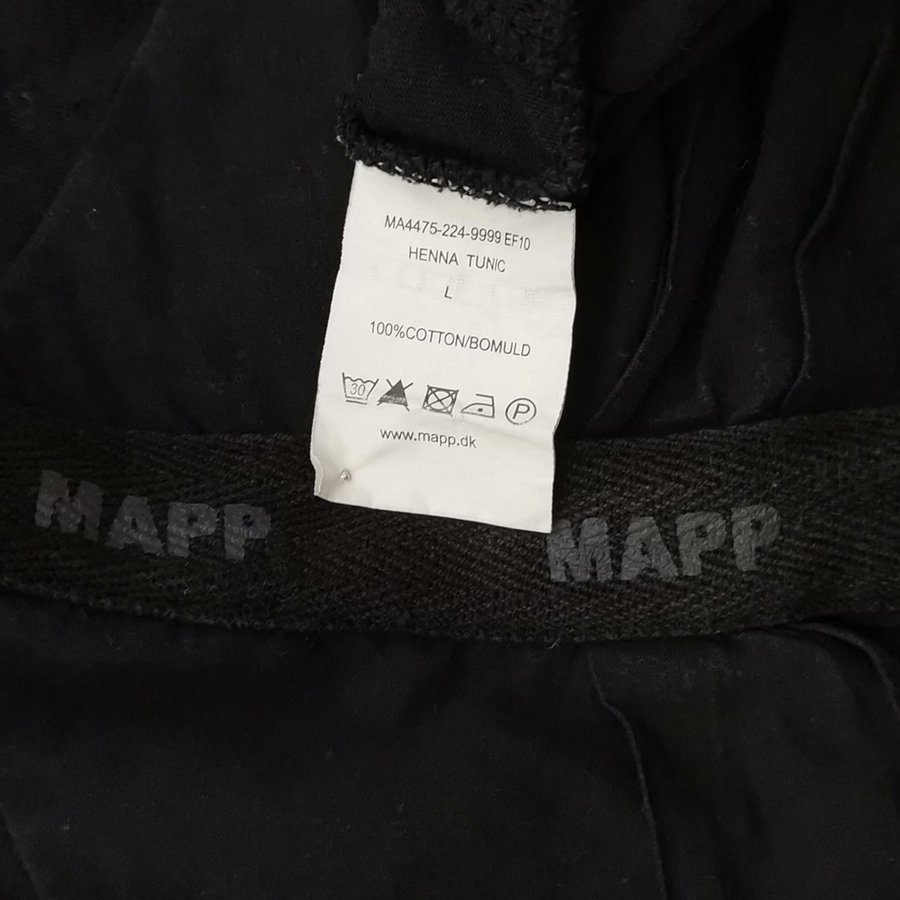 MA4475-224-9999 EF10
HENNA TUNIC
L
100%COTTON/BOMULD
30 P
www.mapp.dk
MAPP MAPP